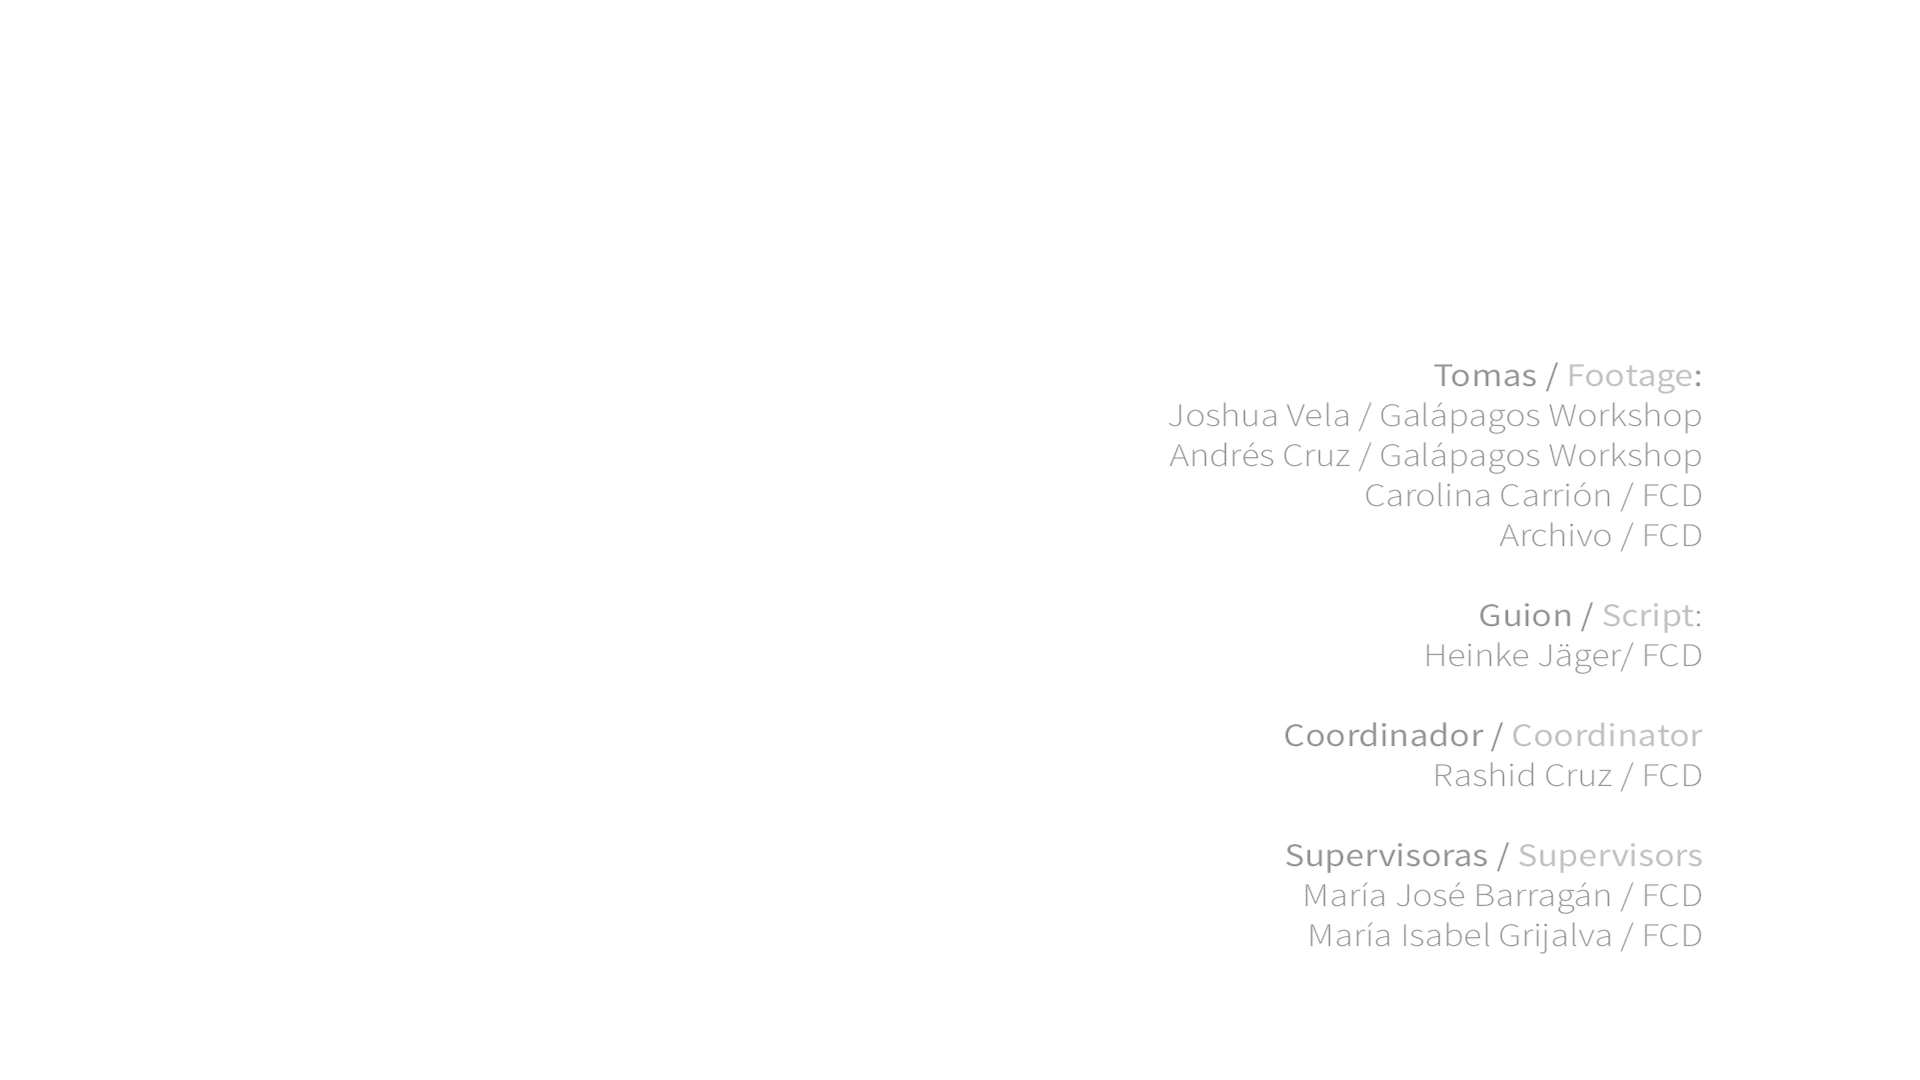 Tomas / Footage:
Joshua Vela / Galápagos Workshop
Andrés Cruz / Galápagos Workshop
Carolina Carrión / FCD
Archivo / FCD
Guion / Script:
Heinke Jäger/ FCD
Coordinador / Coordinator
Rashid Cruz / FCD
Supervisoras / Supervisors
María José Barragán / FCD
María Isabel Grijalva / FCD